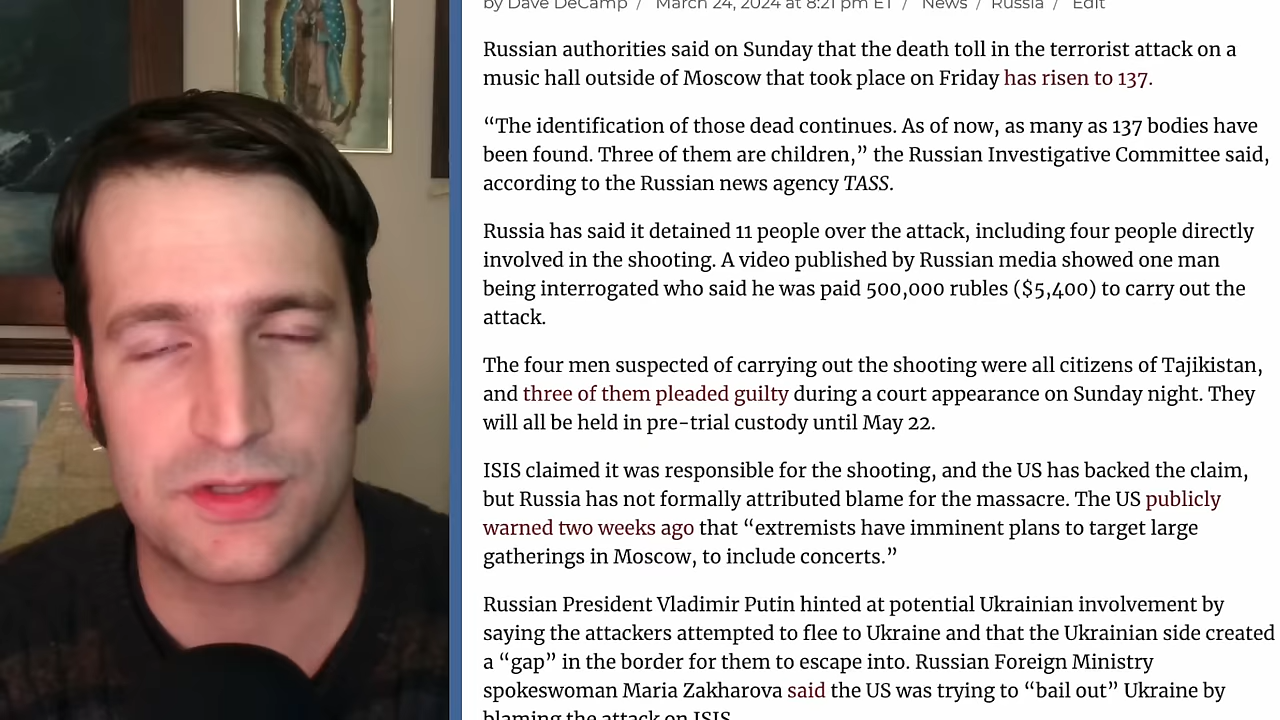 by Dave DeCamp / March 24, 2024 at 8:21 pm ET / News / Russia / Edit
Russian authorities said on Sunday that the death toll in the terrorist attack on a
music hall outside of Moscow that took place on Friday has risen to 137.
“The identification of those dead continues. As of now, as many as 137 bodies have
been found. Three of them are children,” the Russian Investigative Committee said,
according to the Russian news agency TASS.
Russia has said it detained 11 people over the attack, including four people directly
involved in the shooting. A video published by Russian media showed one man
being interrogated who said he was paid 500,000 rubles ($5,400) to carry out the
attack.
The four men suspected of carrying out the shooting were all citizens of Tajikistan,
and three of them pleaded guilty during a court appearance on Sunday night. They
will all be held in pre-trial custody until May 22.
ISIS claimed it was responsible for the shooting, and the US has backed the claim,
but Russia has not formally attributed blame for the massacre. The US publicly
warned two weeks ago that “extremists have imminent plans to target large
gatherings in Moscow, to include concerts.”
Russian President Vladimir Putin hinted at potential Ukrainian involvement by
saying the attackers attempted to flee to Ukraine and that the Ukrainian side created
a “gap” in the border for them to escape into. Russian Foreign Ministry
spokeswoman Maria Zakharova said the US was trying to “bail out” Ukraine by
blaming the attack on ISIS.